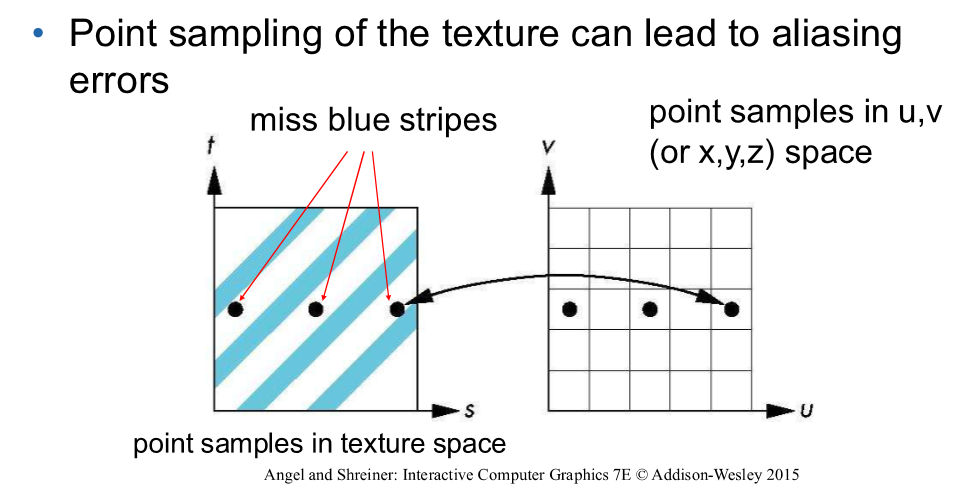 • Point sampling of the texture can lead to aliasing
errors
miss blue stripes
point samples in u,v
(or x,y,z) space
t
v
s
u
point samples in texture space
Angel and Shreiner: Interactive Computer Graphics 7E © Addison-Wesley 2015